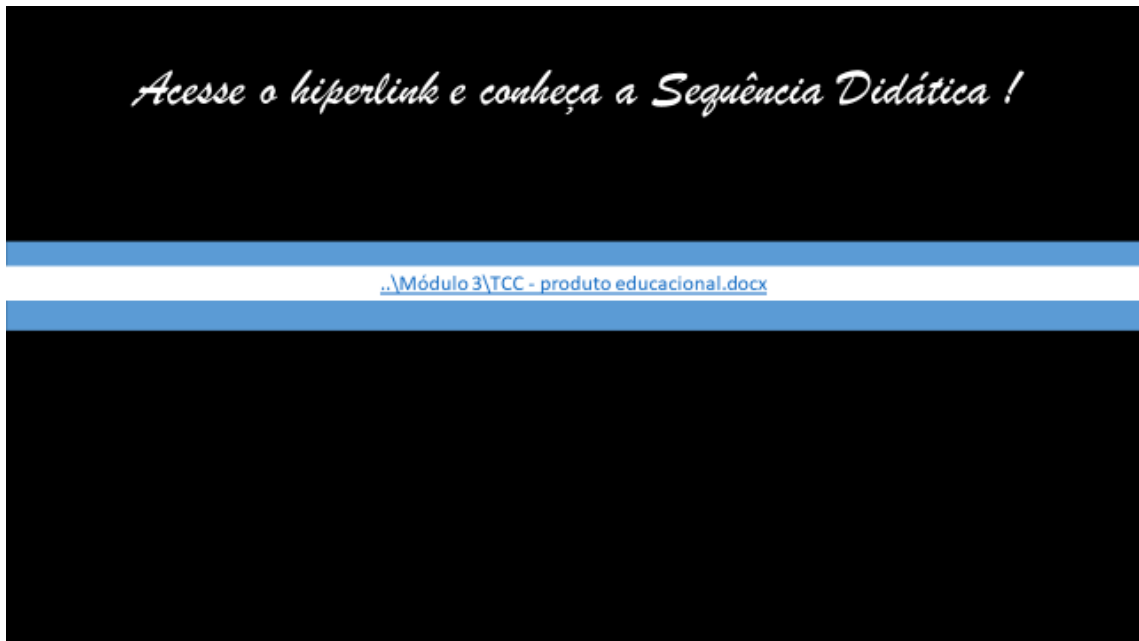 Acesse o hiperlink e conheça a Sequência Didática !
..\Módulo 3\TCC - produto educacional.docx